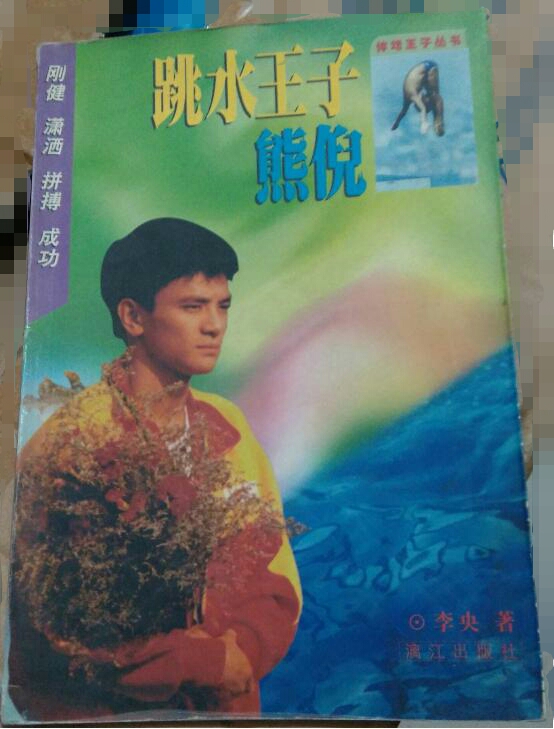 刚健 潇洒 拼搏 成功
体坛王子丛书
跳水王子
熊倪
⊙李央 著
漓江出版社